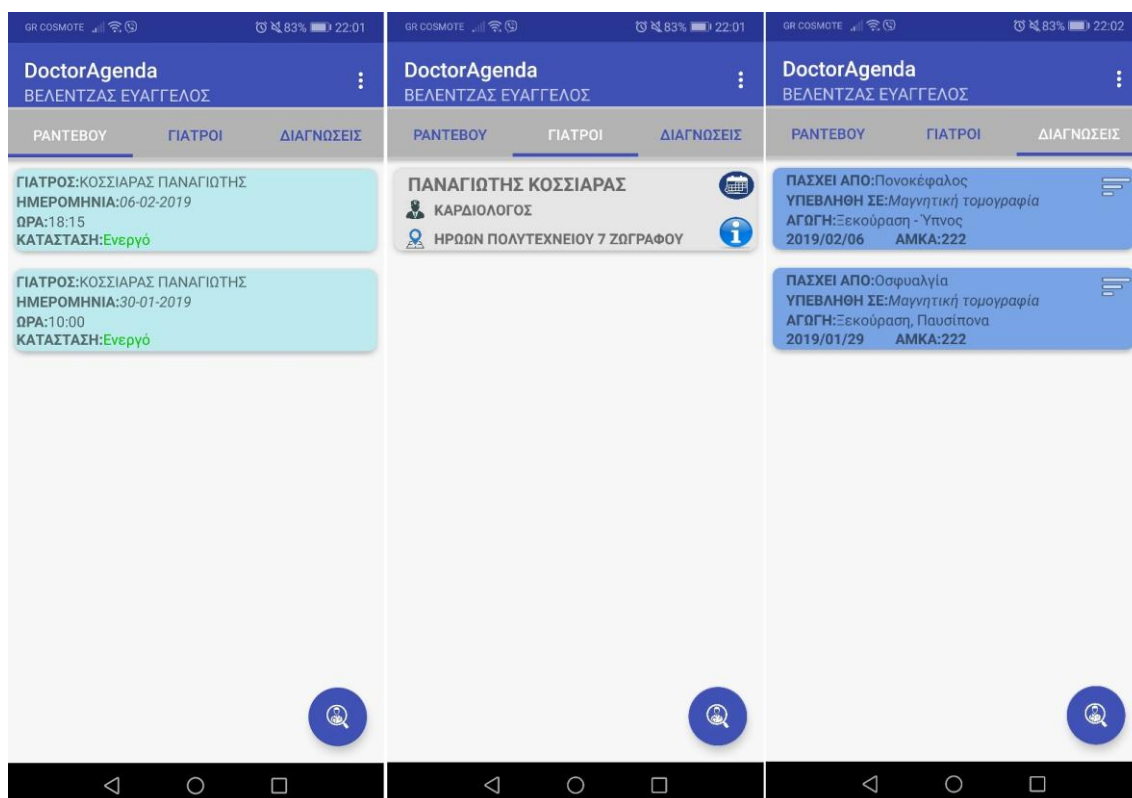 GR COSMOTE 83% 22:01
DoctorAgenda
ΒΕΛΕΝΤΖΑΣ ΕΥΑΓΓΕΛΟΣ
ΡΑΝΤΕΒΟΥ ΓΙΑΤΡΟΙ ΔΙΑΓΝΩΣΕΙΣ
ΓΙΑΤΡΟΣ:ΚΟΣΣΙΑΡΑΣ ΠΑΝΑΓΙΩΤΗΣ
ΗΜΕΡΟΜΗΝΙΑ:06-02-2019
ΩΡΑ:18:15
ΚΑΤΑΣΤΑΣΗ:Ενεργό
ΓΙΑΤΡΟΣ:ΚΟΣΣΙΑΡΑΣ ΠΑΝΑΓΙΩΤΗΣ
ΗΜΕΡΟΜΗΝΙΑ:30-01-2019
ΩΡΑ:10:00
ΚΑΤΑΣΤΑΣΗ:Ενεργό
GR COSMOTE 83% 22:01
DoctorAgenda
ΒΕΛΕΝΤΖΑΣ ΕΥΑΓΓΕΛΟΣ
ΡΑΝΤΕΒΟΥ ΓΙΑΤΡΟΙ ΔΙΑΓΝΩΣΕΙΣ
ΠΑΝΑΓΙΩΤΗΣ ΚΟΣΣΙΑΡΑΣ
ΚΑΡΔΙΟΛΟΓΟΣ
ΗΡΩΩΝ ΠΟΛΥΤΕΧΝΕΙΟΥ 7 ΖΩΓΡΑΦΟΥ
GR COSMOTE 83% 22:02
DoctorAgenda
ΒΕΛΕΝΤΖΑΣ ΕΥΑΓΓΕΛΟΣ
ΡΑΝΤΕΒΟΥ ΓΙΑΤΡΟΙ ΔΙΑΓΝΩΣΕΙΣ
ΠΑΣΧΕΙ ΑΠΟ:Πονοκέφαλος
ΥΠΕΒΛΗΘΗ ΣΕ:Μαγνητική τομογραφία
ΑΓΩΓΗ:Ξεκούραση - Ύπνος
2019/02/06 ΑΜΚΑ:222
ΠΑΣΧΕΙ ΑΠΟ:Οσφυαλγία
ΥΠΕΒΛΗΘΗ ΣΕ:Μαγνητική τομογραφία
ΑΓΩΓΗ:Ξεκούραση, Παυσίπονα
2019/01/29 ΑΜΚΑ:222